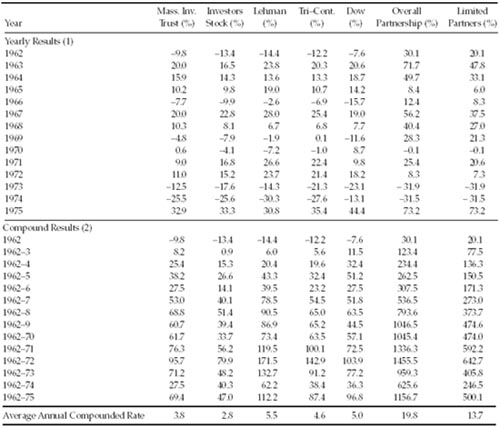 Year Mass. Inv. Trust (%) Investors Stock (%) Lehman (%) Tri–Cont. (%) Dow (%) Overall Partnership (%) Limited Partners (%)
Yearly Results (1)
1962 –9.8 –13.4 –14.4 –12.2 –7.6 30.1 20.1
1963 20.0 16.5 23.8 20.3 20.6 71.7 47.8
1964 15.9 14.3 13.6 13.3 18.7 49.7 33.1
1965 10.2 9.8 19.0 10.7 14.2 8.4 6.0
1966 –7.7 –9.9 –2.6 –6.9 –15.7 12.4 8.3
1967 20.0 22.8 28.0 25.4 19.0 56.2 37.5
1968 10.3 8.1 6.7 6.8 7.7 40.4 27.0
1969 –4.8 –7.9 –1.9 0.1 –11.6 28.3 21.3
1970 0.6 –4.1 –7.2 –1.0 8.7 –0.1 –0.1
1971 9.0 16.8 26.6 22.4 9.8 25.4 20.6
1972 11.0 15.2 23.7 21.4 18.2 8.3 7.3
1973 –12.5 –17.6 –14.3 –21.3 –23.1 –31.9 –31.9
1974 –25.5 –25.6 –30.3 –27.6 –13.1 –31.5 –31.5
1975 32.9 33.3 30.8 35.4 44.4 73.2 73.2
Compound Results (2)
1962 –9.8 –13.4 –14.4 –12.2 –7.6 30.1 20.1
1962–3 8.2 0.9 6.0 5.6 11.5 123.4 77.5
1962–4 25.4 15.3 20.4 19.6 32.4 234.4 136.3
1962–5 38.2 26.6 43.3 32.4 51.2 262.5 150.5
1962–6 27.5 14.1 39.5 23.2 27.5 307.5 171.3
1962–7 53.0 40.1 78.5 54.5 51.8 536.5 273.0
1962–8 68.8 51.4 90.5 65.0 63.5 793.6 373.7
1962–9 60.7 39.4 86.9 65.2 44.5 1046.5 474.6
1962–70 61.7 33.7 73.4 63.5 57.1 1045.4 474.0
1962–71 76.3 56.2 119.5 100.1 72.5 1336.3 592.2
1962–72 95.7 79.9 171.5 142.9 103.9 1455.5 642.7
1962–73 71.2 48.2 132.7 91.2 77.2 959.3 405.8
1962–74 27.5 40.3 62.2 38.4 36.3 625.6 246.5
1962–75 69.4 47.0 112.2 87.4 96.8 1156.7 500.1
Average Annual Compounded Rate 3.8 2.8 5.5 4.6 5.0 19.8 13.7